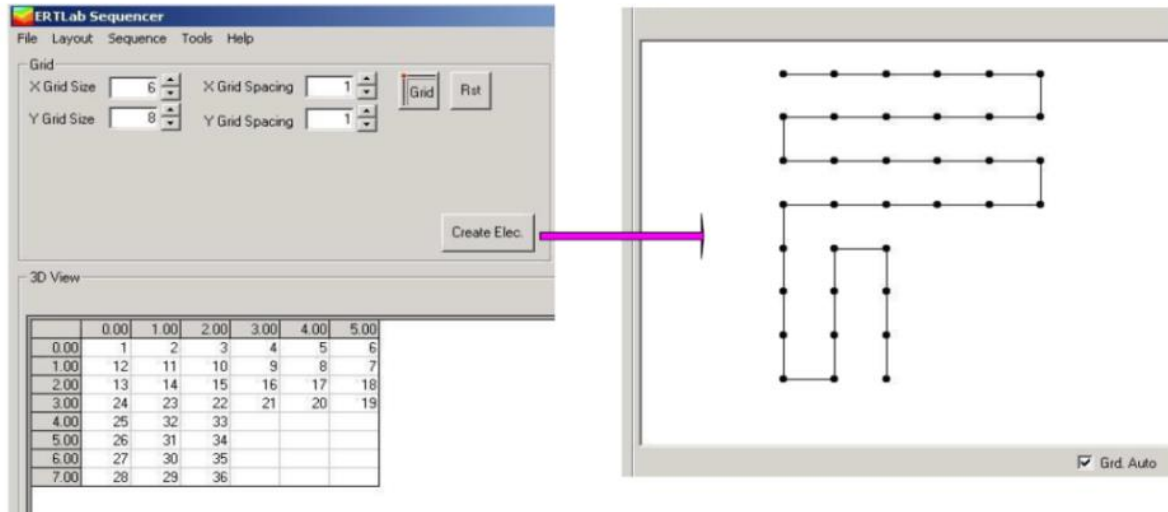 ERTLab Sequencer
File Layout Sequence Tools Help
Grid
X Grid Size 6 X Grid Spacing 1 Grid Rst
Y Grid Size 8 Y Grid Spacing 1
Create Elec.
3D View
0.00 1.00 2.00 3.00 4.00 5.00
0.00 1 2 3 4 5 6
1.00 12 11 10 9 8 7
2.00 13 14 15 16 17 18
3.00 24 23 22 21 20 19
4.00 25 32 33
5.00 26 31 34
6.00 27 30 35
7.00 28 29 36
Grd. Auto